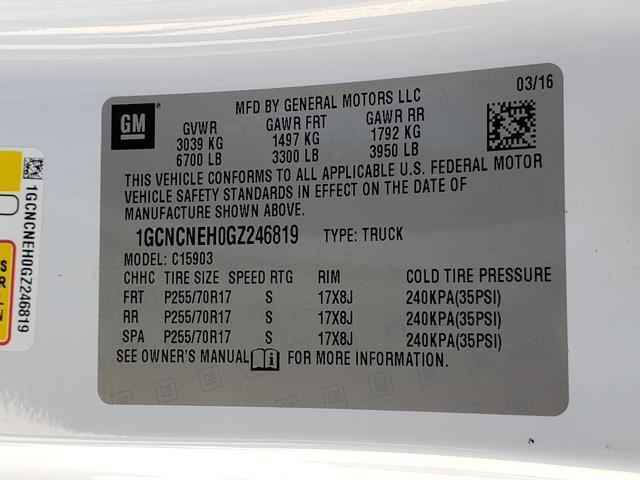 GM
MFD BY GENERAL MOTORS LLC
03/16
GVWR GAWR FRT GAWR RR
3039 KG 1497 KG 1792 KG
6700 LB 3300 LB 3950 LB
THIS VEHICLE CONFORMS TO ALL APPLICABLE U.S. FEDERAL MOTOR
VEHICLE SAFETY STANDARDS IN EFFECT ON THE DATE OF
MANUFACTURE SHOWN ABOVE.
1GCNCNEH0GZ246819 TYPE: TRUCK
MODEL: C15903
CHHC TIRE SIZE SPEED RTG RIM COLD TIRE PRESSURE
FRT P255/70R17 S 17X8J 240KPA(35PSI)
RR P255/70R17 S 17X8J 240KPA(35PSI)
SPA P255/70R17 S 17X8J 240KPA(35PSI)
SEE OWNER'S MANUAL FOR MORE INFORMATION.
1GCNCNEH0GZ246819